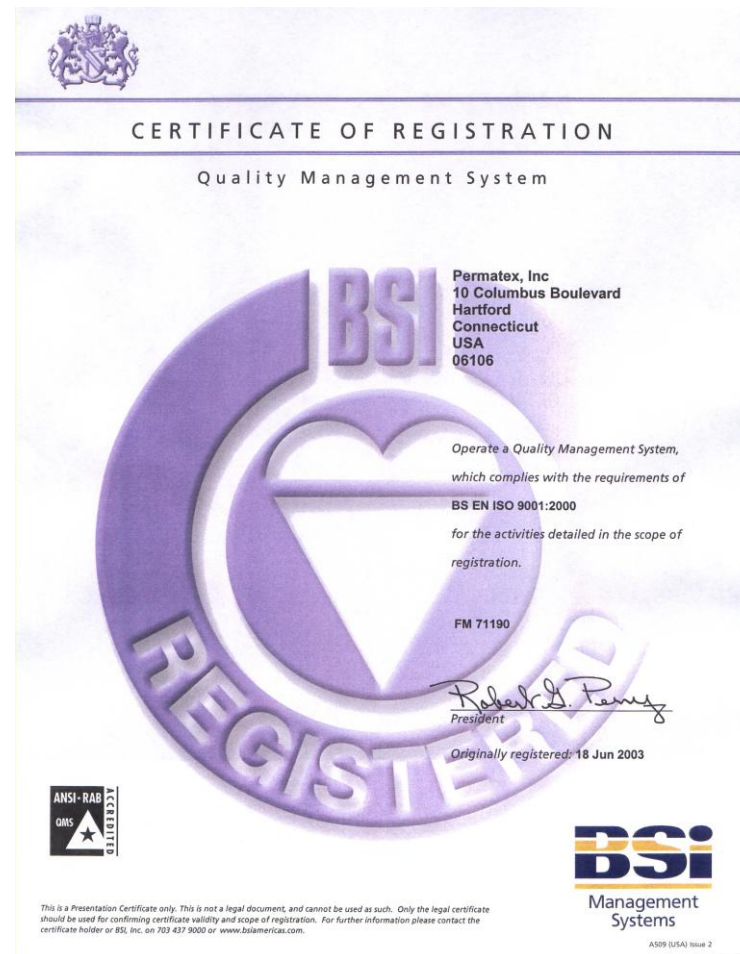 CERTIFICATE OF REGISTRATION
Quality Management System
BSI
Permatex, Inc
10 Columbus Boulevard
Hartford
Connecticut
USA
06106
Operate a Quality Management System,
which complies with the requirements of
BS EN ISO 9001:2000
for the activities detailed in the scope of
registration.
FM 71190
Robert G. Perry
President
Originally registered: 18 Jun 2003
REGISTERED
ANSI-RAB
QMS
ACCREDITED
BSi
Management
Systems
This is a Presentation Certificate only. This is not a legal document, and cannot be used as such. Only the legal certificate
should be used for confirming certificate validity and scope of registration. For further information please contact the
certificate holder or BSI, Inc. on 703 437 9000 or www.bsiamericas.com.
A509 (USA) Issue 2